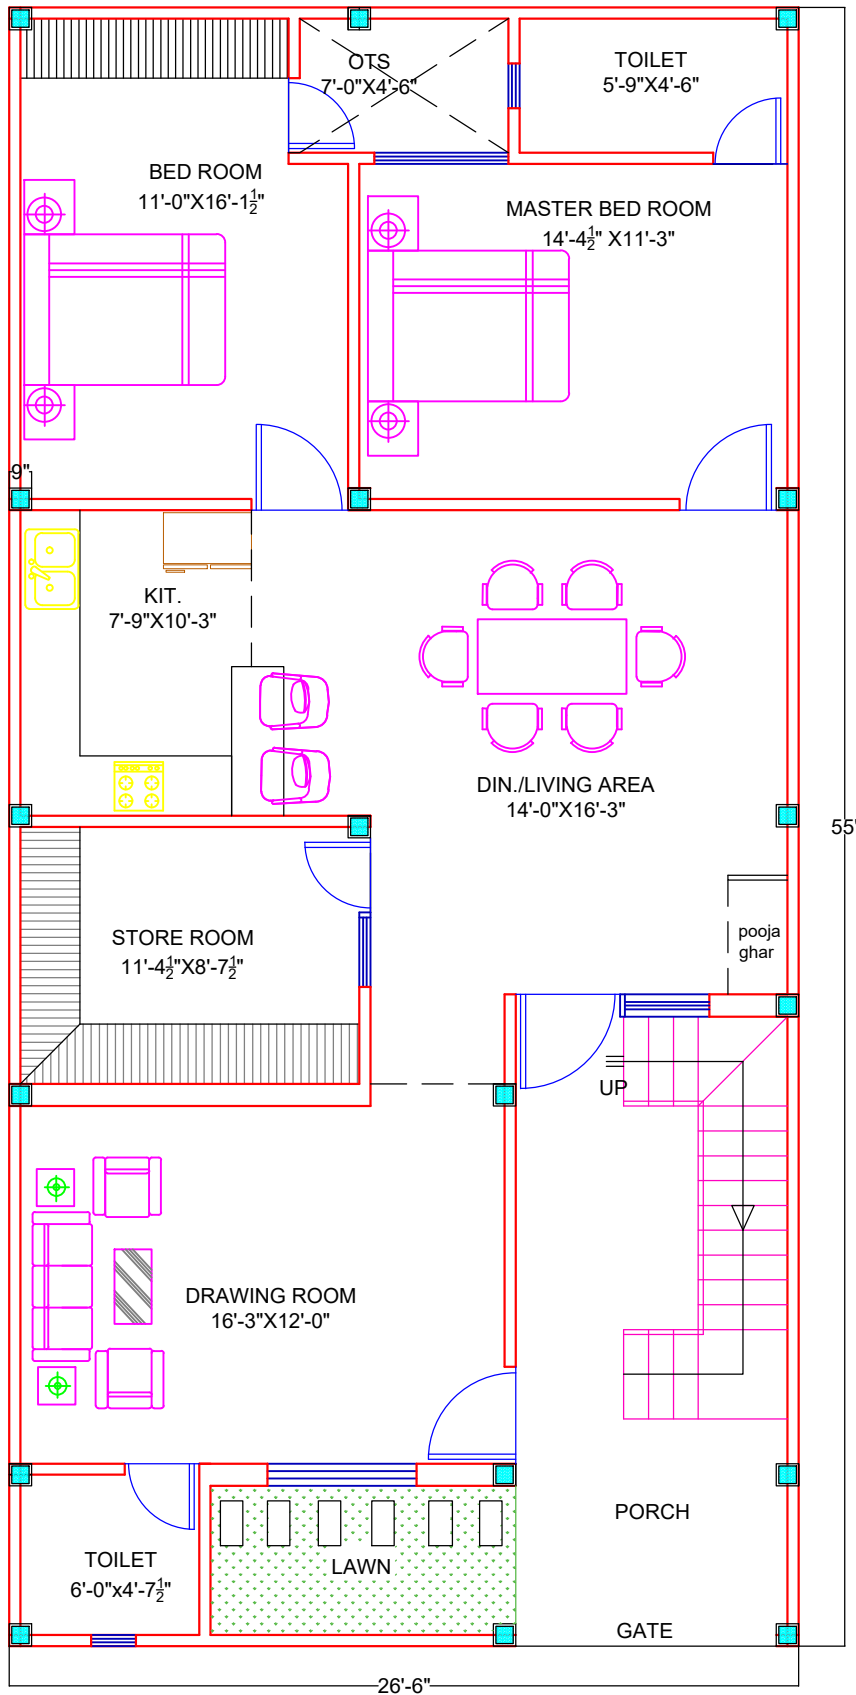 OTS
7'-0"X4'-6"
TOILET
5'-9"X4'-6"
BED ROOM
11'-0"X16'-1½"
MASTER BED ROOM
14'-4½" X11'-3"
9"
KIT.
7'-9"X10'-3"
DIN./LIVING AREA
14'-0"X16'-3"
55'
STORE ROOM
11'-4½"X8'-7½"
pooja
ghar
UP
DRAWING ROOM
16'-3"X12'-0"
PORCH
TOILET
6'-0"x4'-7½"
LAWN
GATE
26'-6"